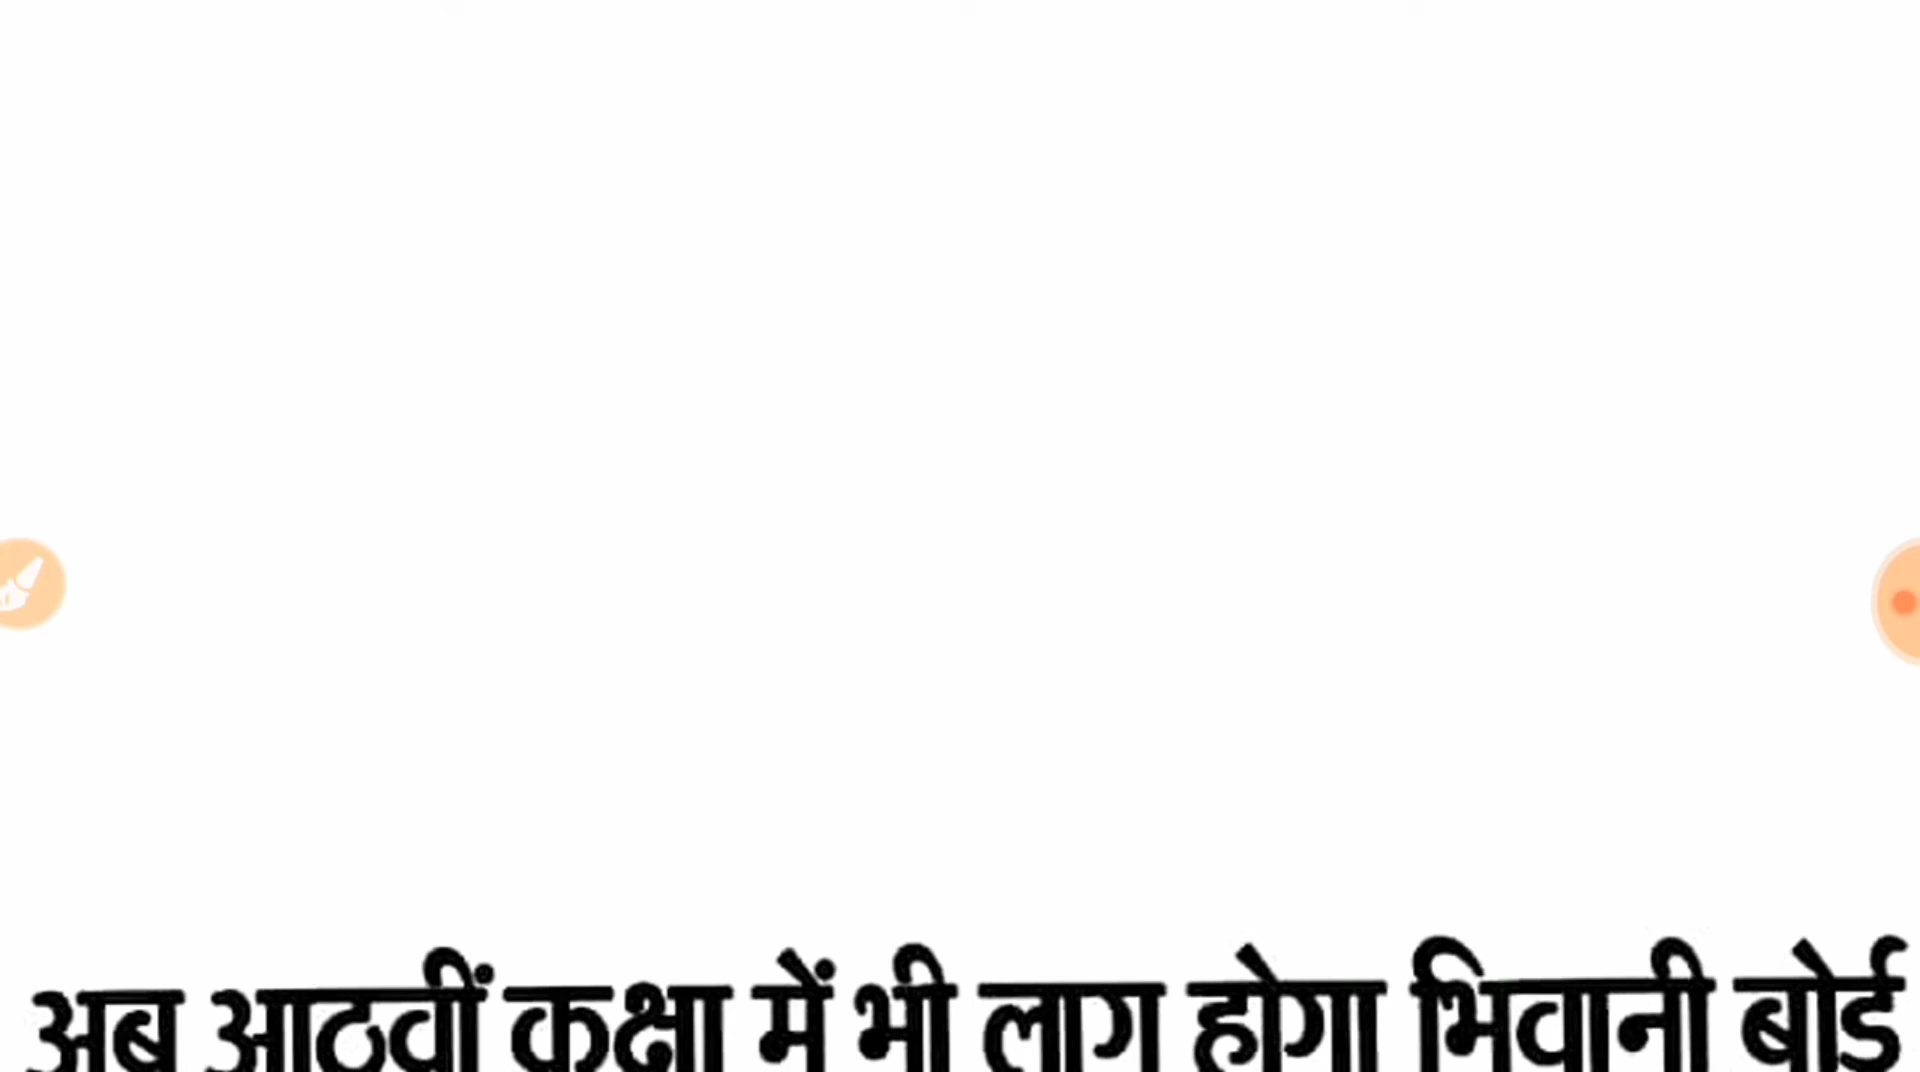 अब आठवीं कक्षा में भी लागू होगा भिवानी बोर्ड